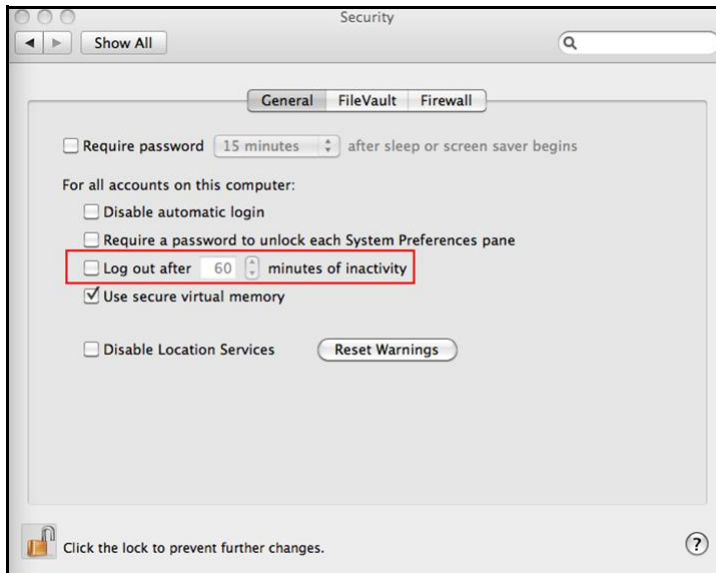 Security
Show All
General FileVault Firewall
Require password 15 minutes after sleep or screen saver begins
For all accounts on this computer:
Disable automatic login
Require a password to unlock each System Preferences pane
Log out after 60 minutes of inactivity
Use secure virtual memory
Disable Location Services Reset Warnings
Click the lock to prevent further changes. ?